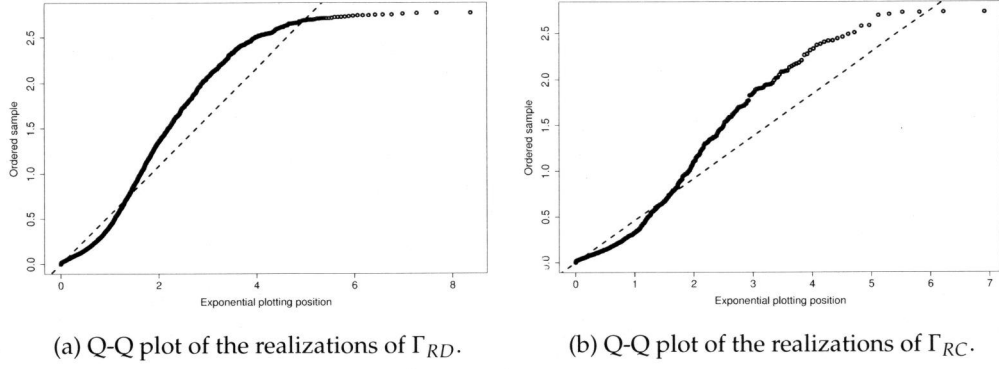 2.5
2.0
1.5
1.0
0.5
0.0
Ordered sample
0 2 4 6 8
Exponential plotting position
(a) Q-Q plot of the realizations of Γ_RD.
2.5
2.0
1.5
1.0
0.5
0.0
Ordered sample
0 1 2 3 4 5 6 7
Exponential plotting position
(b) Q-Q plot of the realizations of Γ_RC.